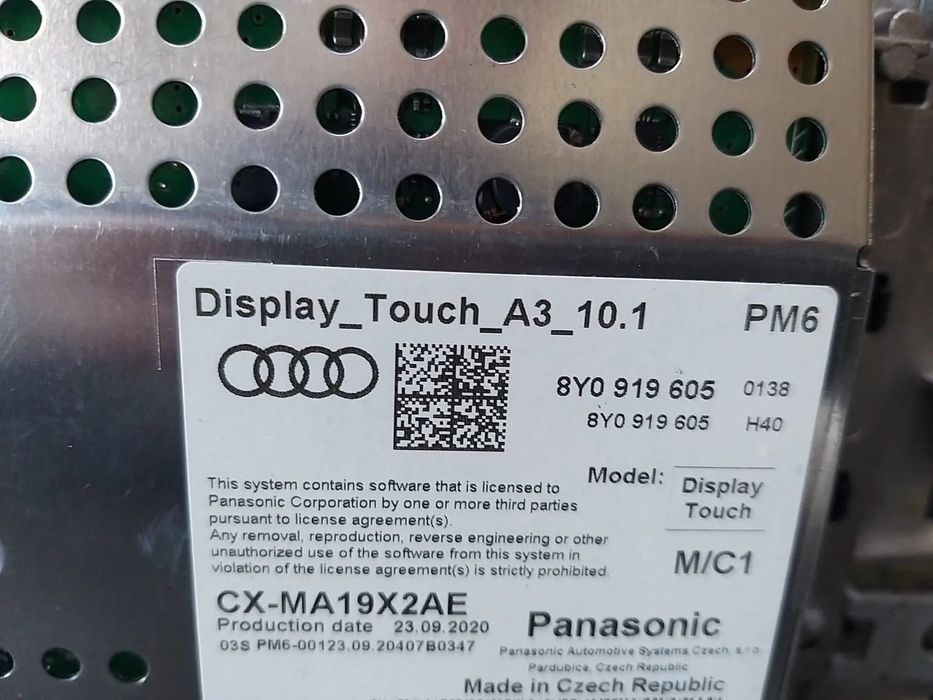 Display_Touch_A3_10.1 PM6
8Y0 919 605 0138
8Y0 919 605 H40
This system contains software that is licensed to
Panasonic Corporation by one or more third parties
pursuant to license agreement(s).
Any removal, reproduction, reverse engineering or other
unauthorized use of the software from this system in
violation of the license agreement(s) is strictly prohibited.
Model: Display
Touch
M/C1
CX-MA19X2AE
Production date 23.09.2020
03S PM6-00123.09.20407B0347
Panasonic
Panasonic Automotive Systems Czech, s.r.o.
Pardubice, Czech Republic
Made in Czech Republic